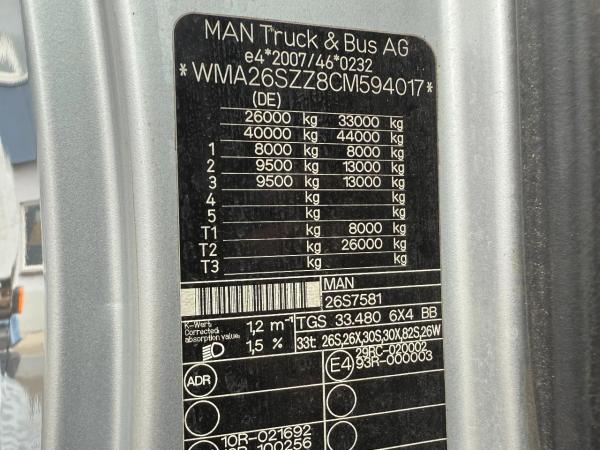 MAN Truck & Bus AG
e4*2007/46*0232
*WMA26SZZ8CM594017*
(DE)
26000 kg 33000 kg
40000 kg 44000 kg
1 8000 kg 8000 kg
2 9500 kg 13000 kg
3 9500 kg 13000 kg
4 kg kg
5 kg kg
T1 kg 8000 kg
T2 kg 26000 kg
T3 kg kg
MAN
26S7581
K-Wert: 1,2 m⁻¹ TGS 33.480 6X4 BB
Corrected absorption value:
1,5 % 33t 26S,26X,30S,30X,82S,26W
ADR E4 29RC-020002
93R-000003
10R-021692